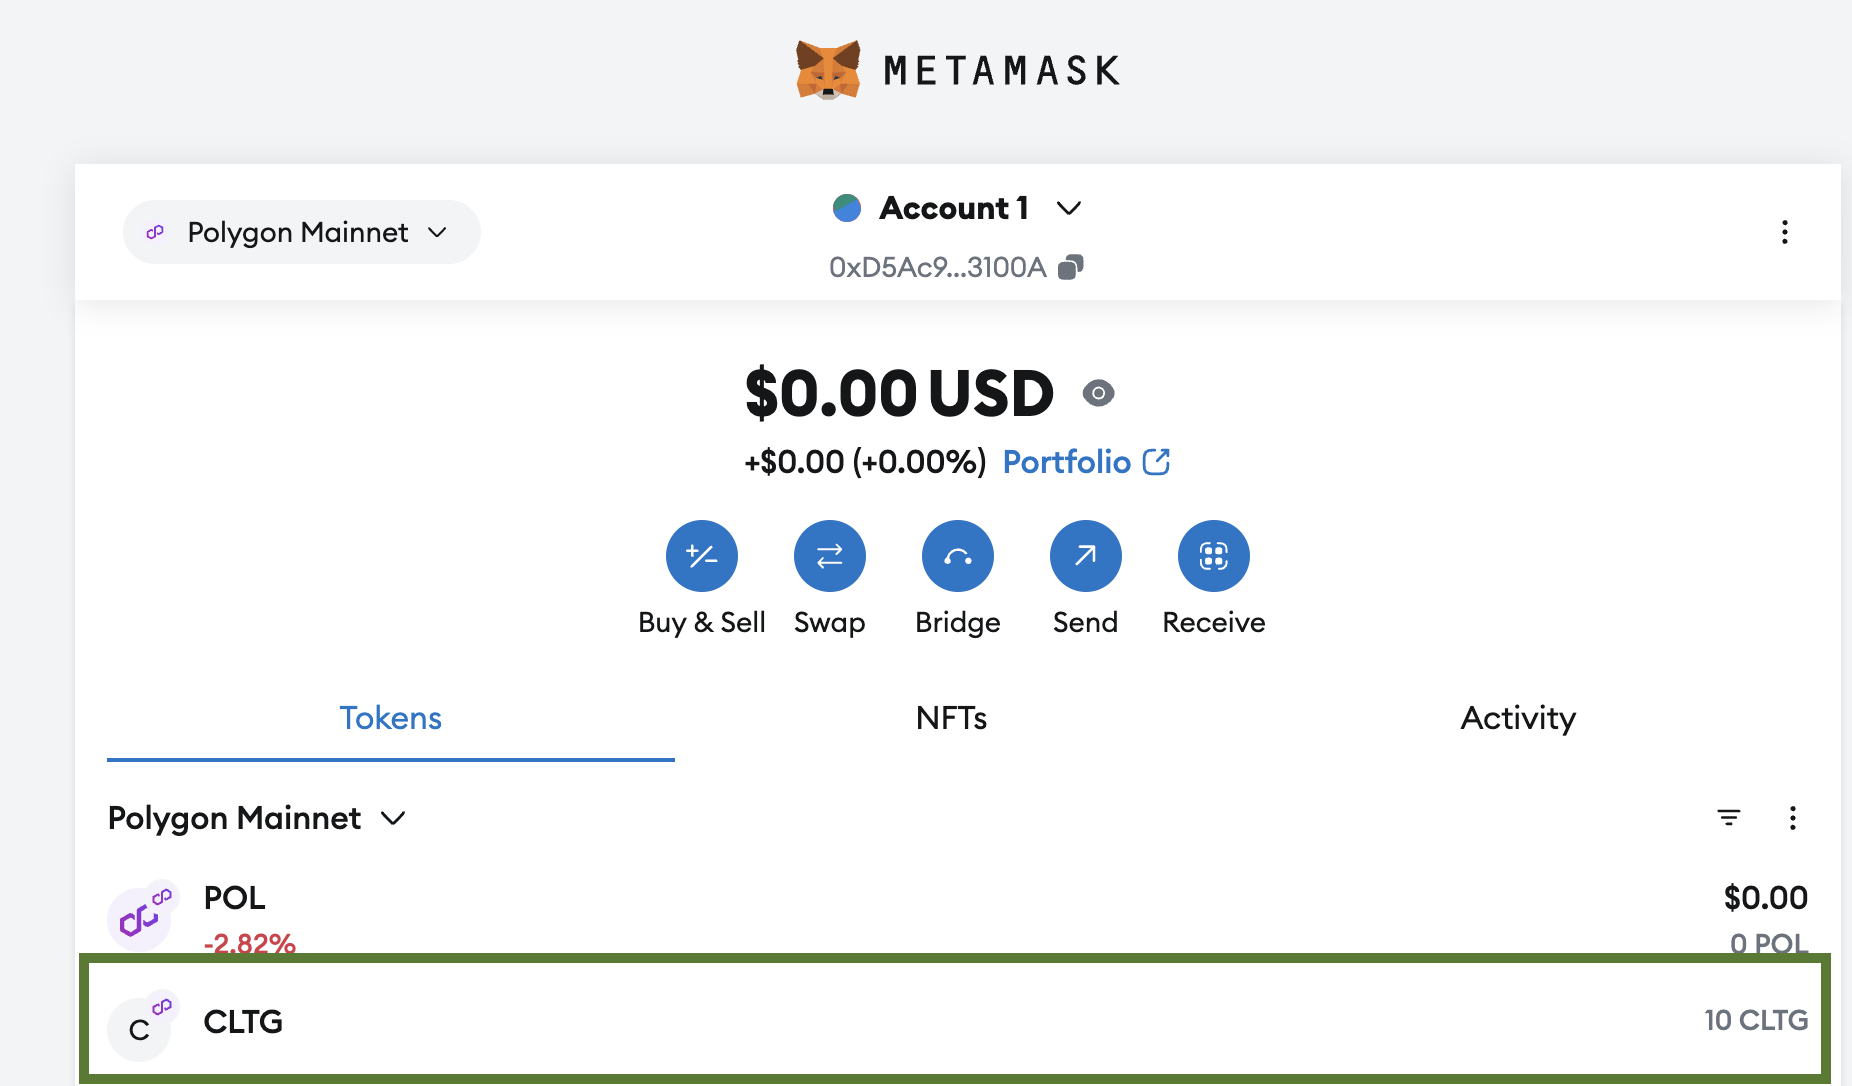 METAMASK
Polygon Mainnet
Account 1
0xD5Ac9...3100A
$0.00 USD
+$0.00 (+0.00%) Portfolio
Buy & Sell Swap Bridge Send Receive
Tokens NFTs Activity
Polygon Mainnet
POL $0.00
-2.82% 0 POL
C CLTG 10 CLTG